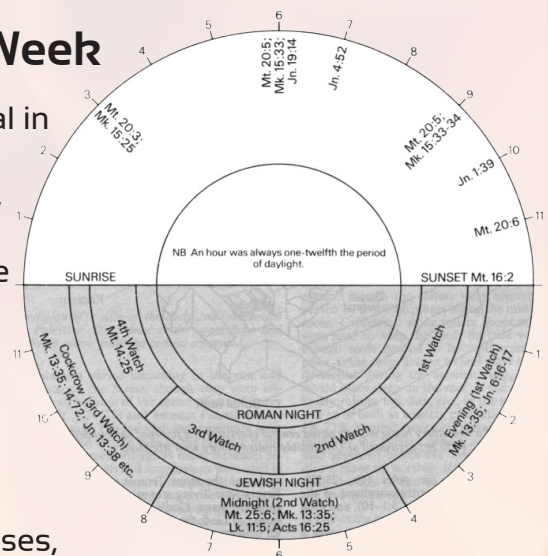 Week
al in
e
ses,
6
7
8
9
10
11
5
4
3
2
1
Mt. 20:5;
Mk. 15:33;
Jn. 19:14
Jn. 4:52
Mt. 20:3;
Mk. 15:25
Mt. 20:5;
Mk. 15:33-34
Jn. 1:39
Mt. 20:6
NB An hour was always one-twelfth the period
of daylight.
SUNRISE
SUNSET Mt. 16:2
4th Watch
Mt. 14:25
1st Watch
ROMAN NIGHT
3rd Watch
2nd Watch
Cockcrow (3rd Watch)
Mk. 13:35; 14:72; Jn. 13:38 etc.
Evening (1st Watch)
Mk. 13:35; Jn. 6:16-17
JEWISH NIGHT
Midnight (2nd Watch)
Mt. 25:6; Mk. 13:35;
Lk. 11:5; Acts 16:25
11
10
9
8
7
6
5
4
3
2
1